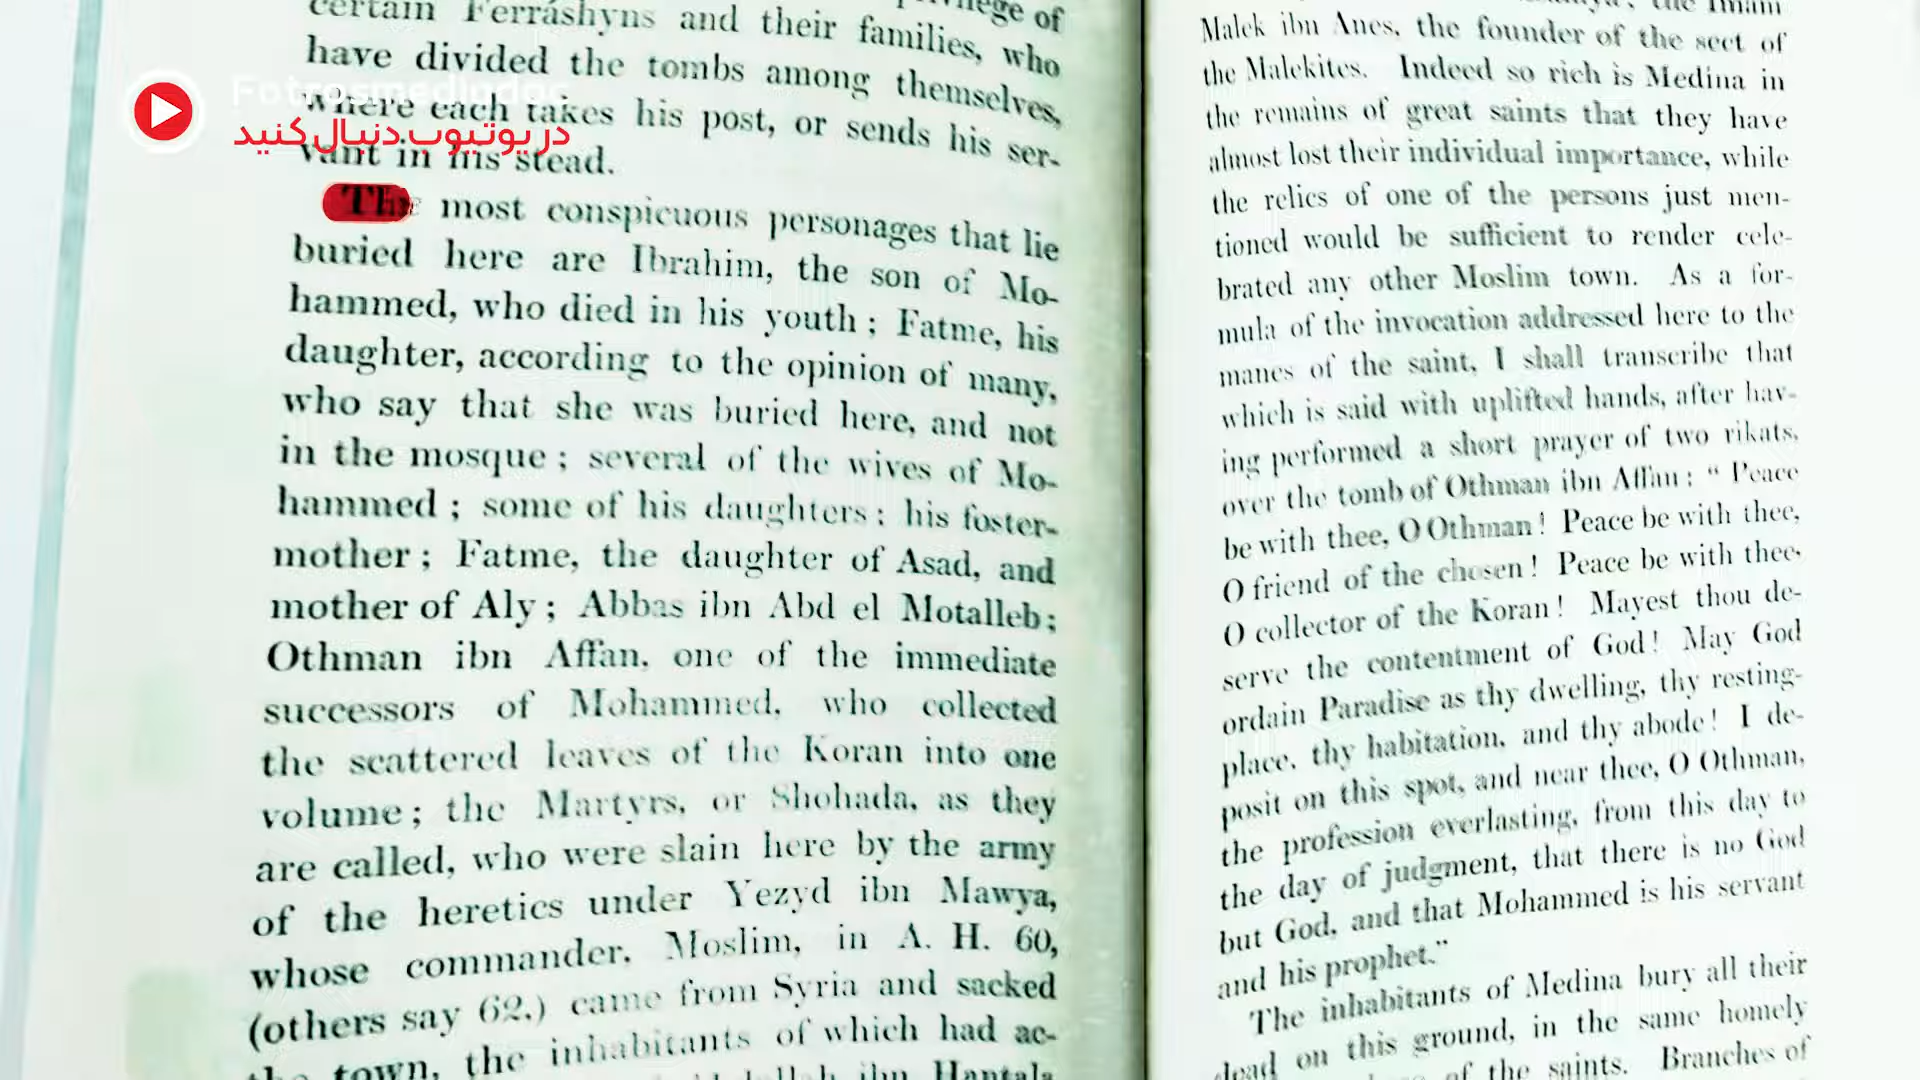 Fotrosmediadoc
در یوتیوب دنبال کنید
certain Ferráshyns and their families, who
have divided the tombs among themselves,
where each takes his post, or sends his ser-
vant in his stead.
The most conspicuous personages that lie
buried here are Ibrahim, the son of Mo-
hammed, who died in his youth; Fatme, his
daughter, according to the opinion of many,
who say that she was buried here, and not
in the mosque; several of the wives of Mo-
hammed; some of his daughters; his foster-
mother; Fatme, the daughter of Asad, and
mother of Aly; Abbas ibn Abd el Motalleb;
Othman ibn Affan, one of the immediate
successors of Mohammed, who collected
the scattered leaves of the Koran into one
volume; the Martyrs, or Shohada, as they
are called, who were slain here by the army
of the heretics under Yezyd ibn Mawya,
whose commander, Moslim, in A. H. 60,
(others say 62,) came from Syria and sacked
the town, the inhabitants of which had ac-
ibn Hantala
Malek ibn Anes, the founder of the sect of
the Malekites. Indeed so rich is Medina in
the remains of great saints that they have
almost lost their individual importance, while
the relics of one of the persons just men-
tioned would be sufficient to render cele-
brated any other Moslim town. As a for-
mula of the invocation addressed here to the
manes of the saint, I shall transcribe that
which is said with uplifted hands, after hav-
ing performed a short prayer of two rikats,
over the tomb of Othman ibn Affan: "Peace
be with thee, O Othman! Peace be with thee,
O friend of the chosen! Peace be with thee,
O collector of the Koran! Mayest thou de-
serve the contentment of God! May God
ordain Paradise as thy dwelling, thy resting-
place, thy habitation, and thy abode! I de-
posit on this spot, and near thee, O Othman,
the profession everlasting, from this day to
the day of judgment, that there is no God
but God, and that Mohammed is his servant
and his prophet."
The inhabitants of Medina bury all their
dead on this ground, in the same homely
of the saints. Branches of